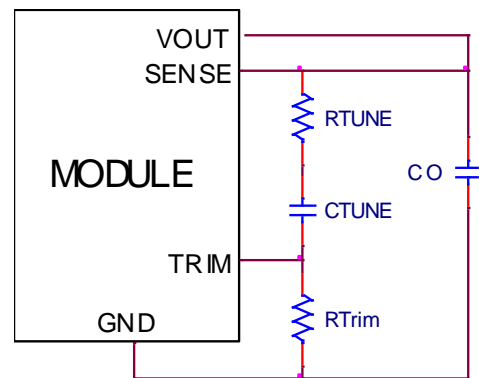 VOUT
SENSE
RTUNE
MODULE
CO
CTUNE
TRIM
GND
RTrim